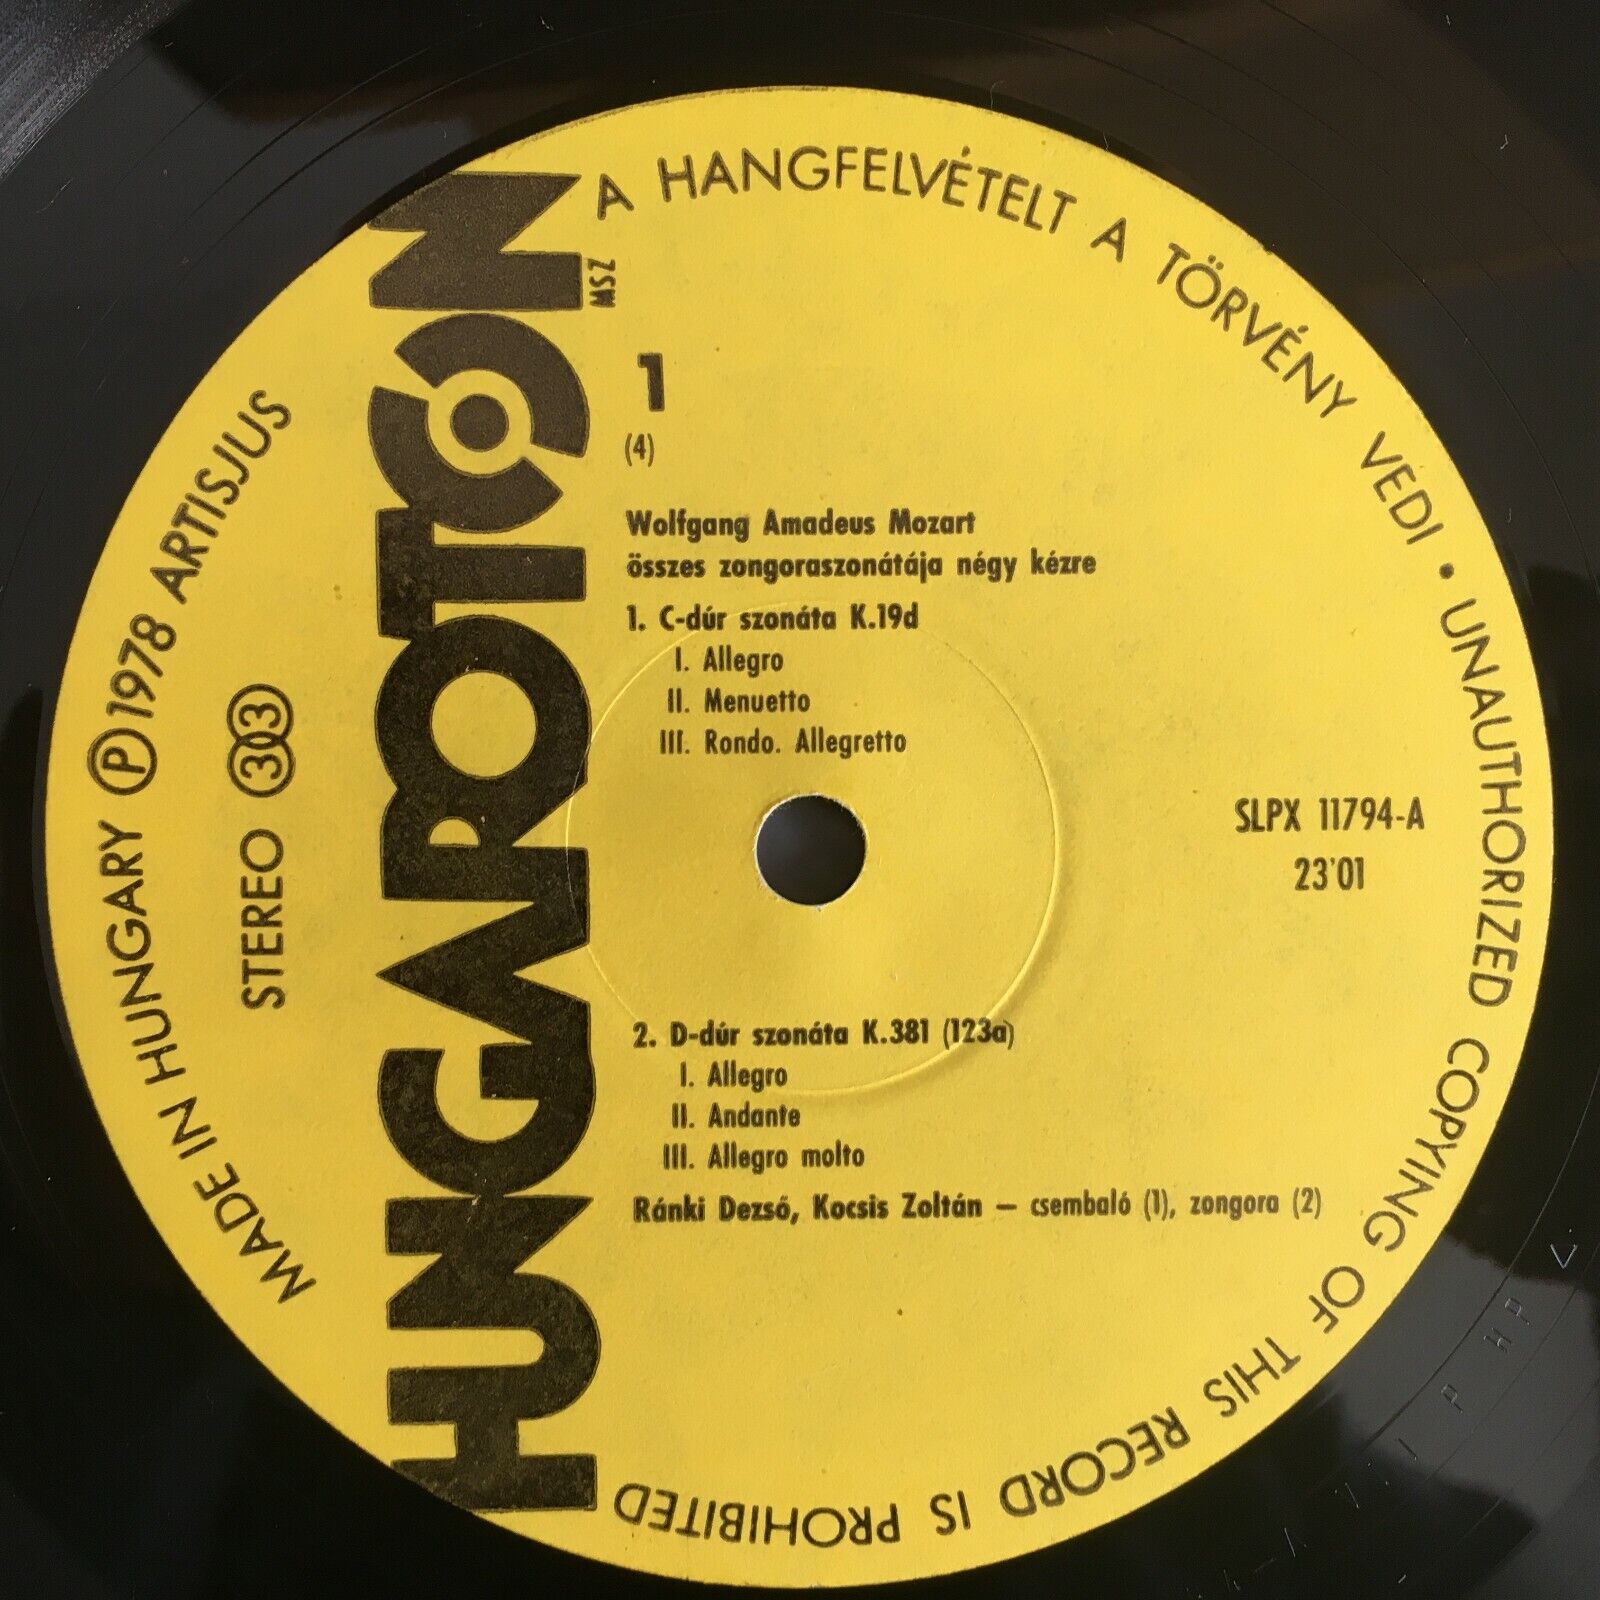 A HANGFELVÉTELT A TÖRVÉNY VEDI • UNAUTHORIZED COPYING OF THIS RECORD IS PROHIBITED
MADE IN HUNGARY Ⓟ 1978 ARTISJUS
STEREO 33
HUNGAROTON
MSZ
1
(4)
Wolfgang Amadeus Mozart
összes zongoraszonátája négy kézre
1. C-dúr szonáta K.19d
I. Allegro
II. Menuetto
III. Rondo. Allegretto
SLPX 11794-A
23'01
2. D-dúr szonáta K.381 (123a)
I. Allegro
II. Andante
III. Allegro molto
Ránki Dezső, Kocsis Zoltán – csembaló (1), zongora (2)